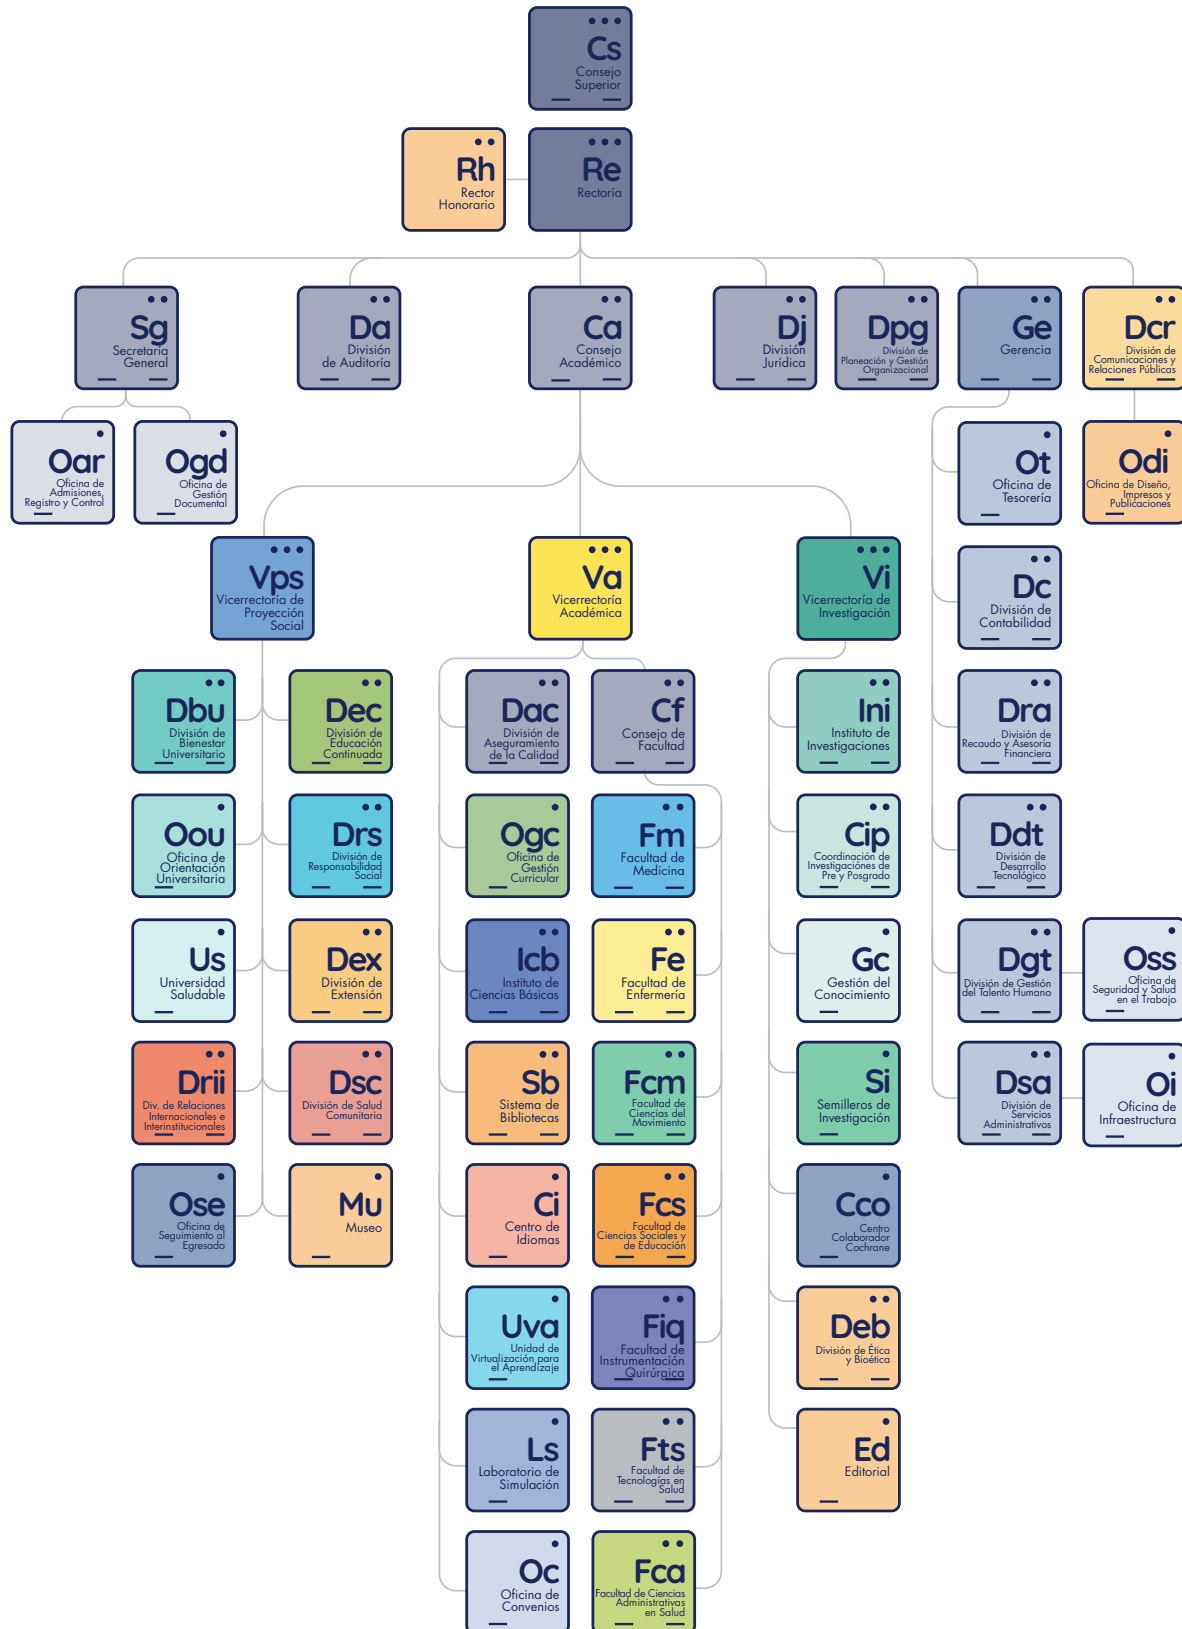 Cs
Consejo
Superior
Rh
Rector
Honorario
Re
Rectoría
Sg
Secretaria
General
Da
División
de Auditoría
Ca
Consejo
Académico
Dj
División
Jurídica
Dpg
División de
Planeación y Gestión
Organizacional
Ge
Gerencia
Dcr
División de
Comunicaciones y
Relaciones Públicas
Oar
Oficina de
Admisiones,
Registro y Control
Ogd
Oficina de
Gestión
Documental
Ot
Oficina de
Tesorería
Odi
Oficina de Diseño,
Impresos y
Publicaciones
Vps
Vicerrectoría de
Proyección
Social
Va
Vicerrectoría
Académica
Vi
Vicerrectoría de
Investigación
Dc
División de
Contabilidad
Dbu
División de
Bienestar
Universitario
Dec
División de
Educación
Continuada
Dac
División de
Aseguramiento
de la Calidad
Cf
Consejo de
Facultad
Ini
Instituto de
Investigaciones
Dra
División de
Recaudo y Asesoría
Financiera
Oou
Oficina de
Orientación
Universitaria
Drs
División de
Responsabilidad
Social
Ogc
Oficina de
Gestión
Curricular
Fm
Facultad de
Medicina
Cip
Coordinación de
Investigaciónes de
Pre y Posgrado
Ddt
División de
Desarrollo
Tecnológico
Us
Universidad
Saludable
Dex
División de
Extensión
Icb
Instituto de
Ciencias Básicas
Fe
Facultad de
Enfermería
Gc
Gestión del
Conocimiento
Dgt
División de Gestión
del Talento Humano
Oss
Oficina de
Seguridad y Salud
en el Trabajo
Drii
Div. de Relaciones
Internacionales e
Interinstitucionales
Dsc
División de Salud
Comunitaria
Sb
Sistema de
Bibliotecas
Fcm
Facultad de
Ciencias del
Movimiento
Si
Semilleros de
Investigación
Dsa
División de
Servicios
Administrativos
Oi
Oficina de
Infraestructura
Ose
Oficina de
Seguimiento al
Egresado
Mu
Museo
Ci
Centro de
Idiomas
Fcs
Facultad de
Ciencias Sociales y
de Educación
Cco
Centro
Colaborador
Cochrane
Uva
Unidad de
Virtualización para
el Aprendizaje
Fiq
Facultad de
Instrumentación
Quirúrgica
Deb
División de Ética
y Bioética
Ls
Laboratorio de
Simulación
Fts
Facultad de
Tecnologías en
Salud
Ed
Editorial
Oc
Oficina de
Convenios
Fca
Facultad de Ciencias
Administrativas
en Salud